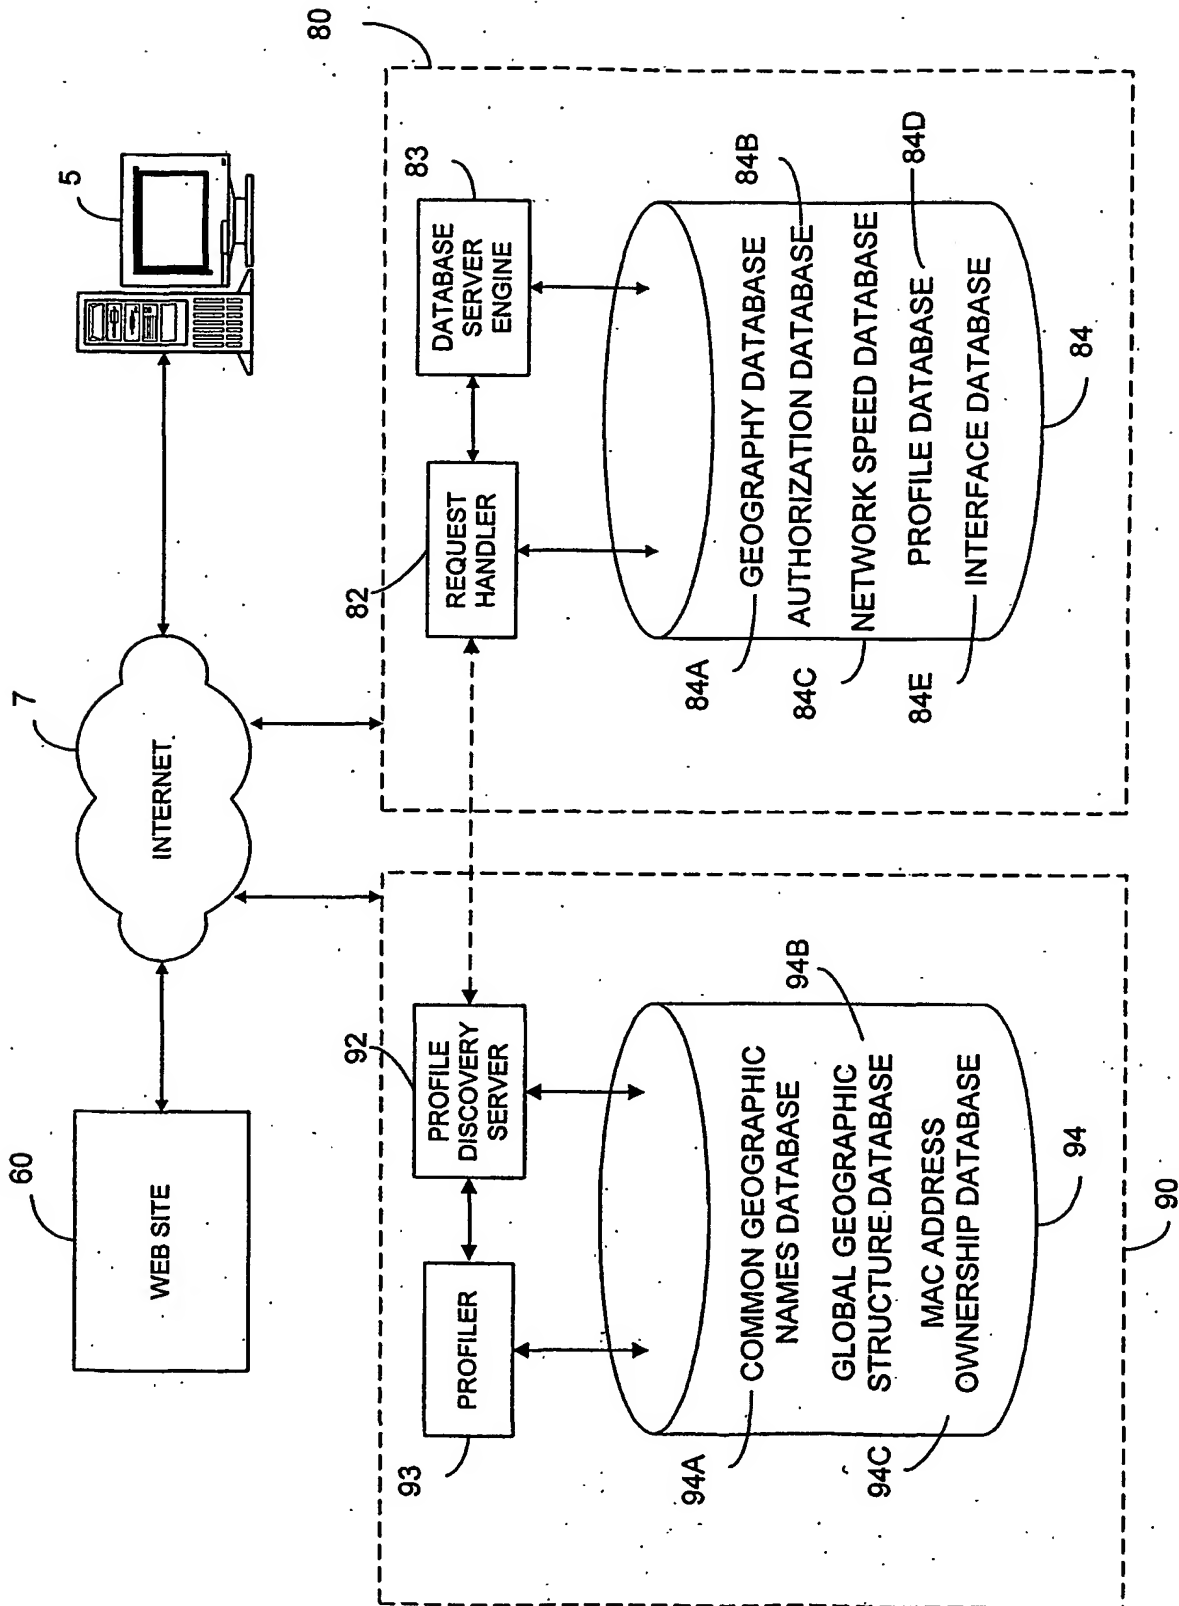 60
WEB SITE
7
INTERNET
5
80
92
PROFILE
DISCOVERY
SERVER
PROFILER
93
94A
COMMON GEOGRAPHIC
NAMES DATABASE
94B
GLOBAL GEOGRAPHIC
STRUCTURE DATABASE
94C
MAC ADDRESS
OWNERSHIP DATABASE
94
90
82
REQUEST
HANDLER
83
DATABASE
SERVER
ENGINE
84A
GEOGRAPHY DATABASE
84B
AUTHORIZATION DATABASE
84C
NETWORK SPEED DATABASE
84D
PROFILE DATABASE
84E
INTERFACE DATABASE
84